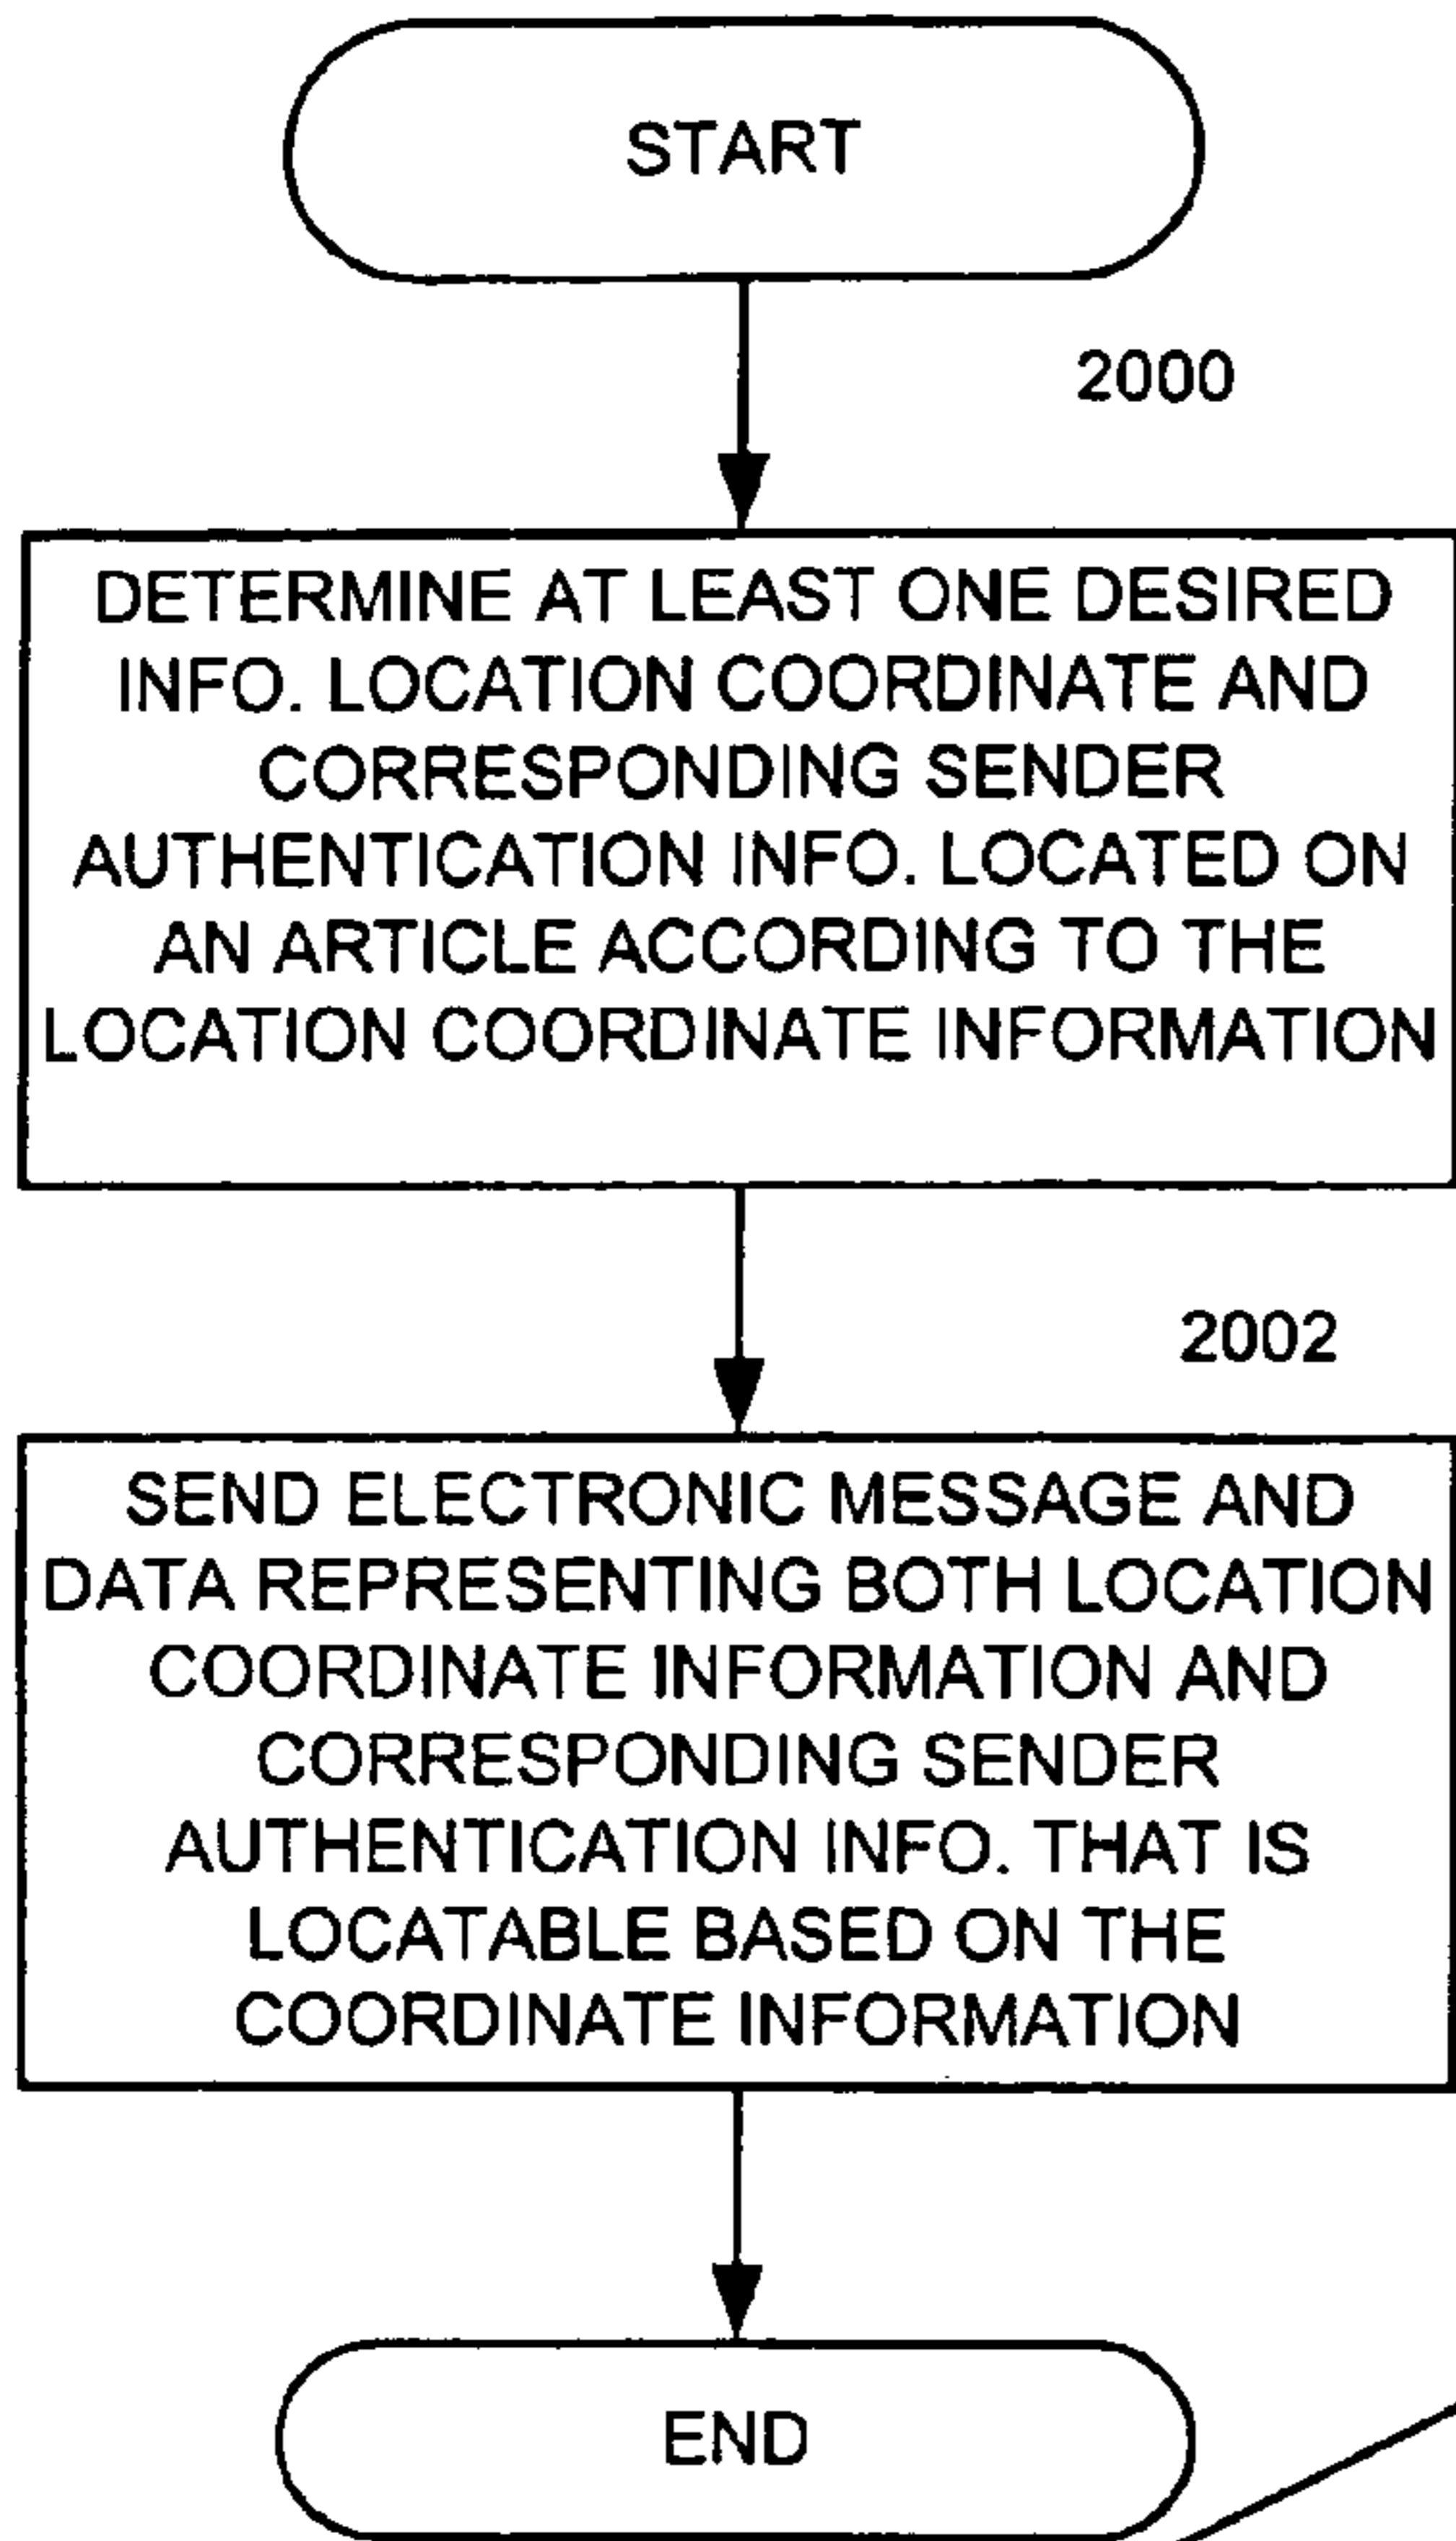 START
2000
DETERMINE AT LEAST ONE DESIRED
INFO. LOCATION COORDINATE AND
CORRESPONDING SENDER
AUTHENTICATION INFO. LOCATED ON
AN ARTICLE ACCORDING TO THE
LOCATION COORDINATE INFORMATION
2002
SEND ELECTRONIC MESSAGE AND
DATA REPRESENTING BOTH LOCATION
COORDINATE INFORMATION AND
CORRESPONDING SENDER
AUTHENTICATION INFO. THAT IS
LOCATABLE BASED ON THE
COORDINATE INFORMATION
END